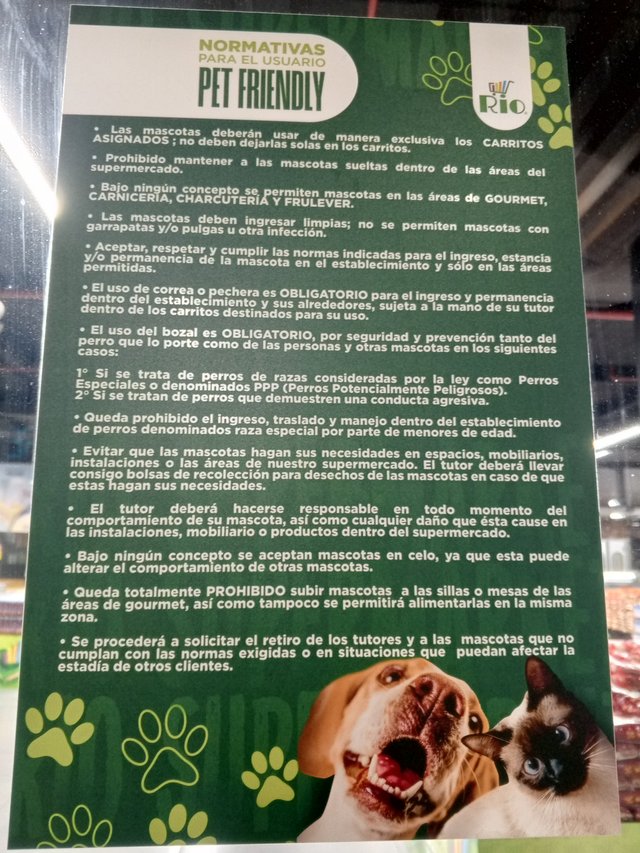 NORMATIVAS
PARA EL USUARIO
PET FRIENDLY
Río
• Las mascotas deberán usar de manera exclusiva los CARRITOS
ASIGNADOS ; no deben dejarlas solas en los carritos.
• Prohibido mantener a las mascotas sueltas dentro de las áreas del
supermercado.
• Bajo ningún concepto se permiten mascotas en las áreas de GOURMET,
CARNICERÍA, CHARCUTERÍA Y FRULEVER.
• Las mascotas deben ingresar limpias; no se permiten mascotas con
garrapatas y/o pulgas u otra infección.
• Aceptar, respetar y cumplir las normas indicadas para el ingreso, estancia
y/o permanencia de la mascota en el establecimiento y sólo en las áreas
permitidas.
• El uso de correa o pechera es OBLIGATORIO para el ingreso y permanencia
dentro del establecimiento y sus alrededores, sujeta a la mano de su tutor
dentro de los carritos destinados para su uso.
• El uso del bozal es OBLIGATORIO, por seguridad y prevención tanto del
perro que lo porte como de las personas y otras mascotas en los siguientes
casos:
1° Si se trata de perros de razas consideradas por la ley como Perros
Especiales o denominados PPP (Perros Potencialmente Peligrosos).
2° Si se tratan de perros que demuestren una conducta agresiva.
• Queda prohibido el ingreso, traslado y manejo dentro del establecimiento
de perros denominados raza especial por parte de menores de edad.
• Evitar que las mascotas hagan sus necesidades en espacios, mobiliarios,
instalaciones o las áreas de nuestro supermercado. El tutor deberá llevar
consigo bolsas de recolección para desechos de las mascotas en caso de que
estas hagan sus necesidades.
• El tutor deberá hacerse responsable en todo momento del
comportamiento de su mascota, así como cualquier daño que ésta cause en
las instalaciones, mobiliario o productos dentro del supermercado.
• Bajo ningún concepto se aceptan mascotas en celo, ya que esta puede
alterar el comportamiento de otras mascotas.
• Queda totalmente PROHIBIDO subir mascotas a las sillas o mesas de las
áreas de gourmet, así como tampoco se permitirá alimentarlas en la misma
zona.
• Se procederá a solicitar el retiro de los tutores y a las mascotas que no
cumplan con las normas exigidas o en situaciones que puedan afectar la
estadía de otros clientes.